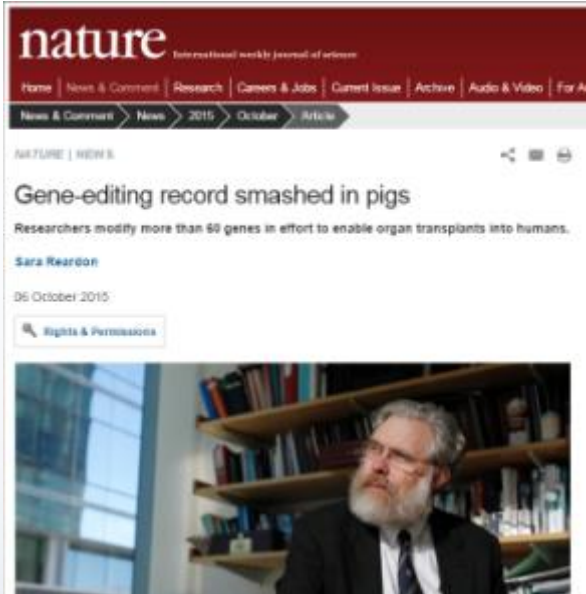 nature International weekly journal of science
Home | News & Comment | Research | Careers & Jobs | Current Issue | Archive | Audio & Video | For
News & Comment > News > 2015 > October > Article
NATURE | NEWS
Gene-editing record smashed in pigs
Researchers modify more than 60 genes in effort to enable organ transplants into humans.
Sara Reardon
06 October 2015
Rights & Permissions